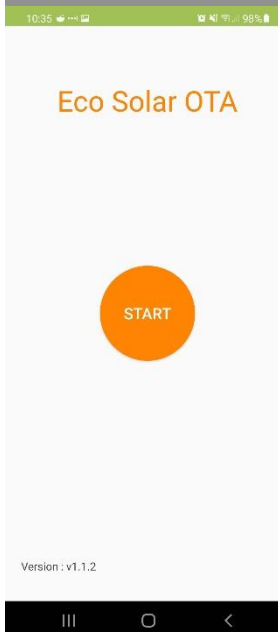 10:35
98%
Eco Solar OTA
START
Version : v1.1.2